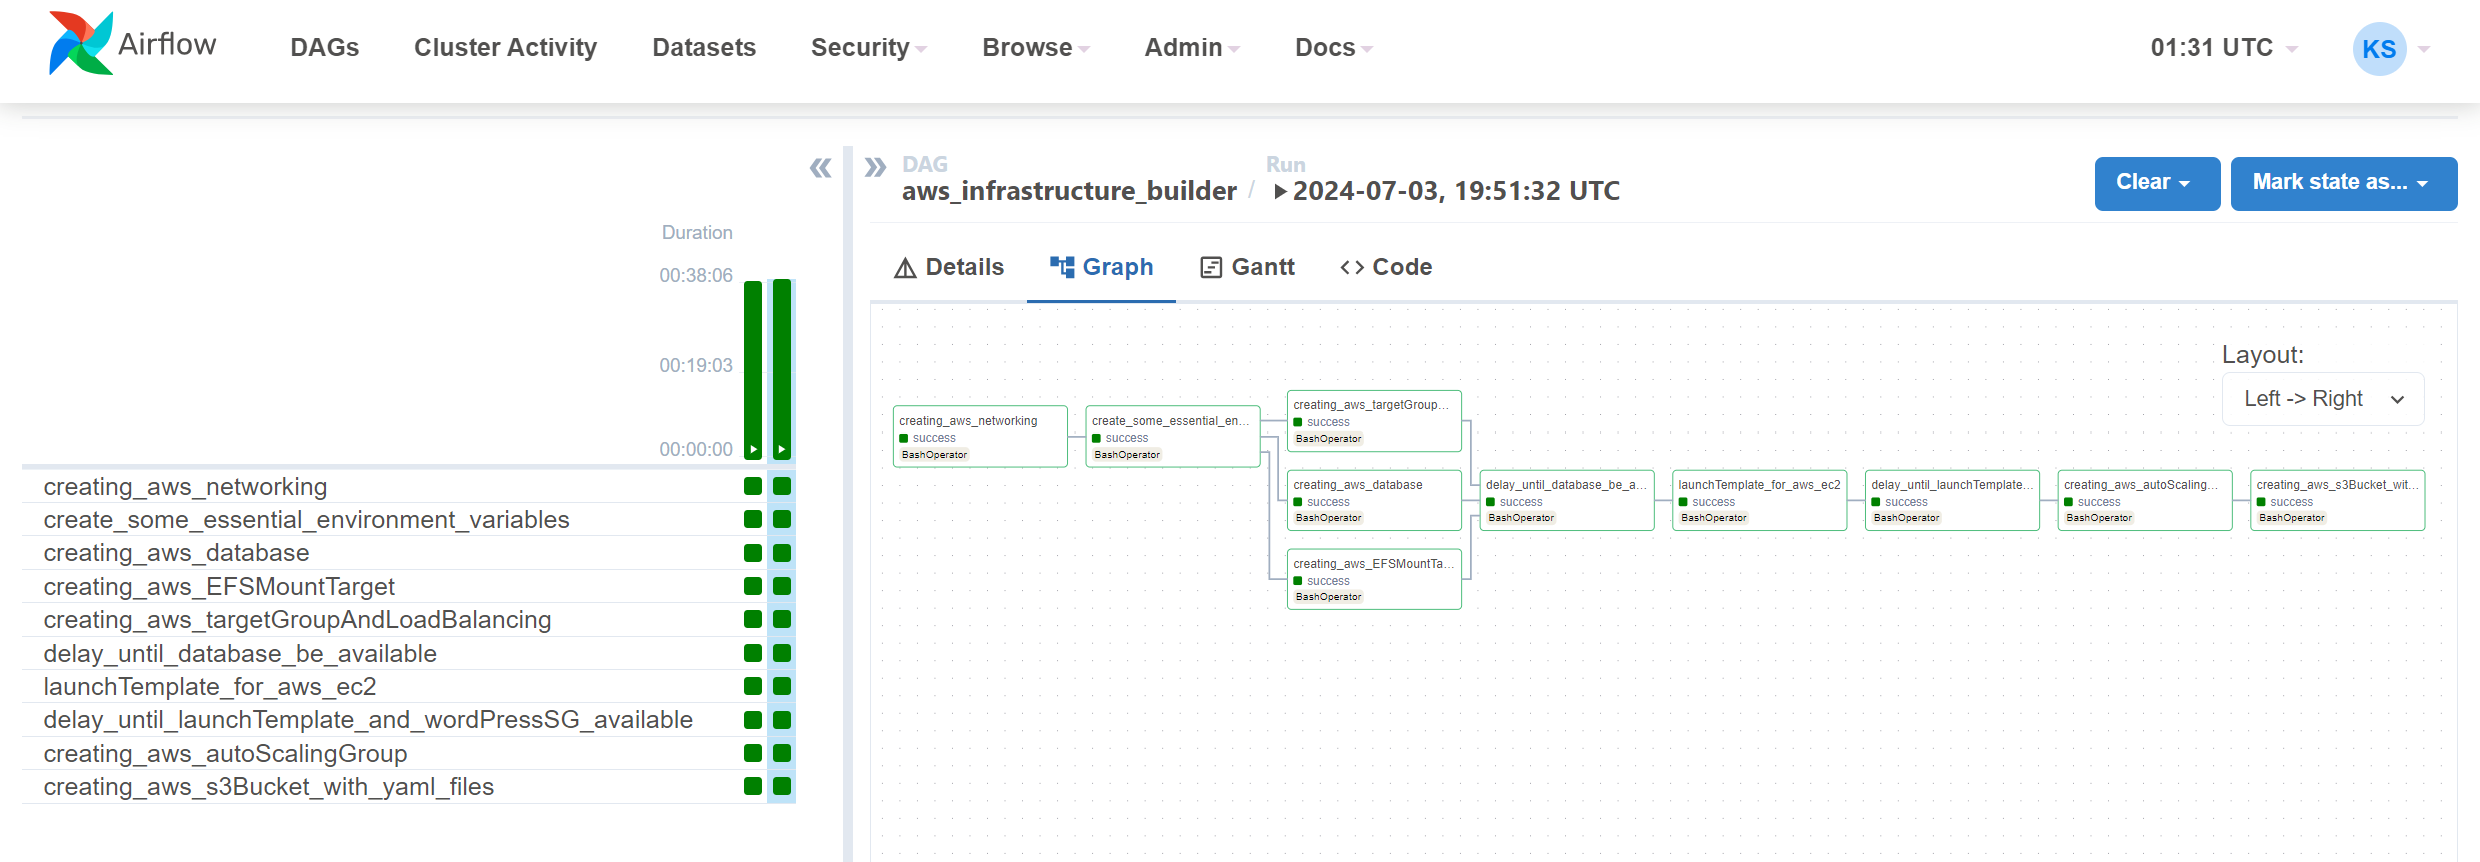 Airflow
DAGs
Cluster Activity
Datasets
Security
Browse
Admin
Docs
01:31 UTC
KS
DAG
aws_infrastructure_builder
/
Run
2024-07-03, 19:51:32 UTC
Clear
Mark state as...
Duration
00:38:06
00:19:03
00:00:00
creating_aws_networking
create_some_essential_environment_variables
creating_aws_database
creating_aws_EFSMountTarget
creating_aws_targetGroupAndLoadBalancing
delay_until_database_be_available
launchTemplate_for_aws_ec2
delay_until_launchTemplate_and_wordPressSG_available
creating_aws_autoScalingGroup
creating_aws_s3Bucket_with_yaml_files
Details
Graph
Gantt
Code
Layout:
Left -> Right
creating_aws_networking
success
BashOperator
create_some_essential_en...
success
BashOperator
creating_aws_targetGroup...
success
BashOperator
creating_aws_database
success
BashOperator
creating_aws_EFSMountTa...
success
BashOperator
delay_until_database_be_a...
success
BashOperator
launchTemplate_for_aws_ec2
success
BashOperator
delay_until_launchTemplate...
success
BashOperator
creating_aws_autoScaling...
success
BashOperator
creating_aws_s3Bucket_wit...
success
BashOperator